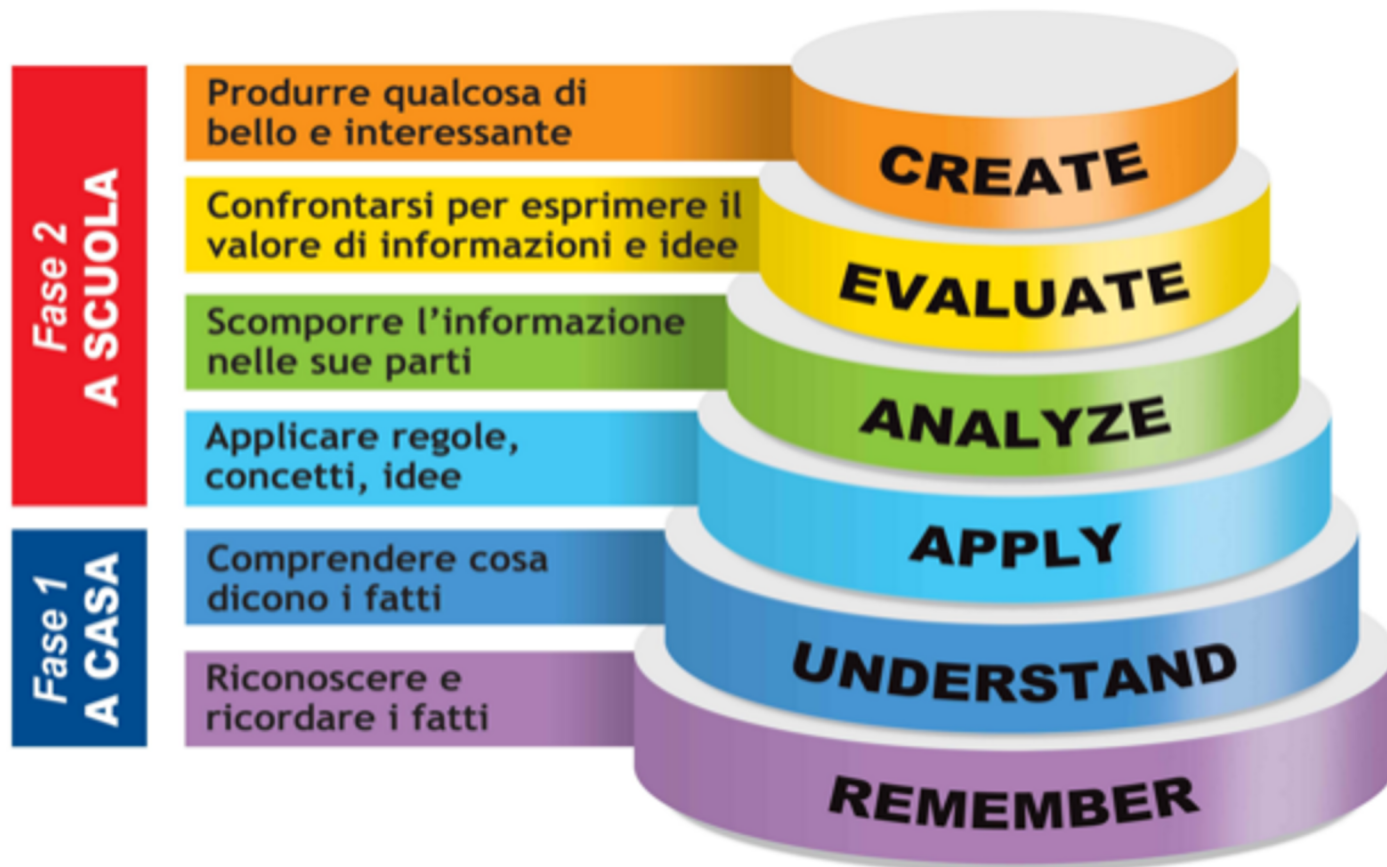 Fase 2
A SCUOLA
Produrre qualcosa di
bello e interessante
CREATE
Confrontarsi per esprimere il
valore di informazioni e idee
EVALUATE
Scomporre l’informazione
nelle sue parti
ANALYZE
Applicare regole,
concetti, idee
APPLY
Fase 1
A CASA
Comprendere cosa
dicono i fatti
UNDERSTAND
Riconoscere e
ricordare i fatti
REMEMBER